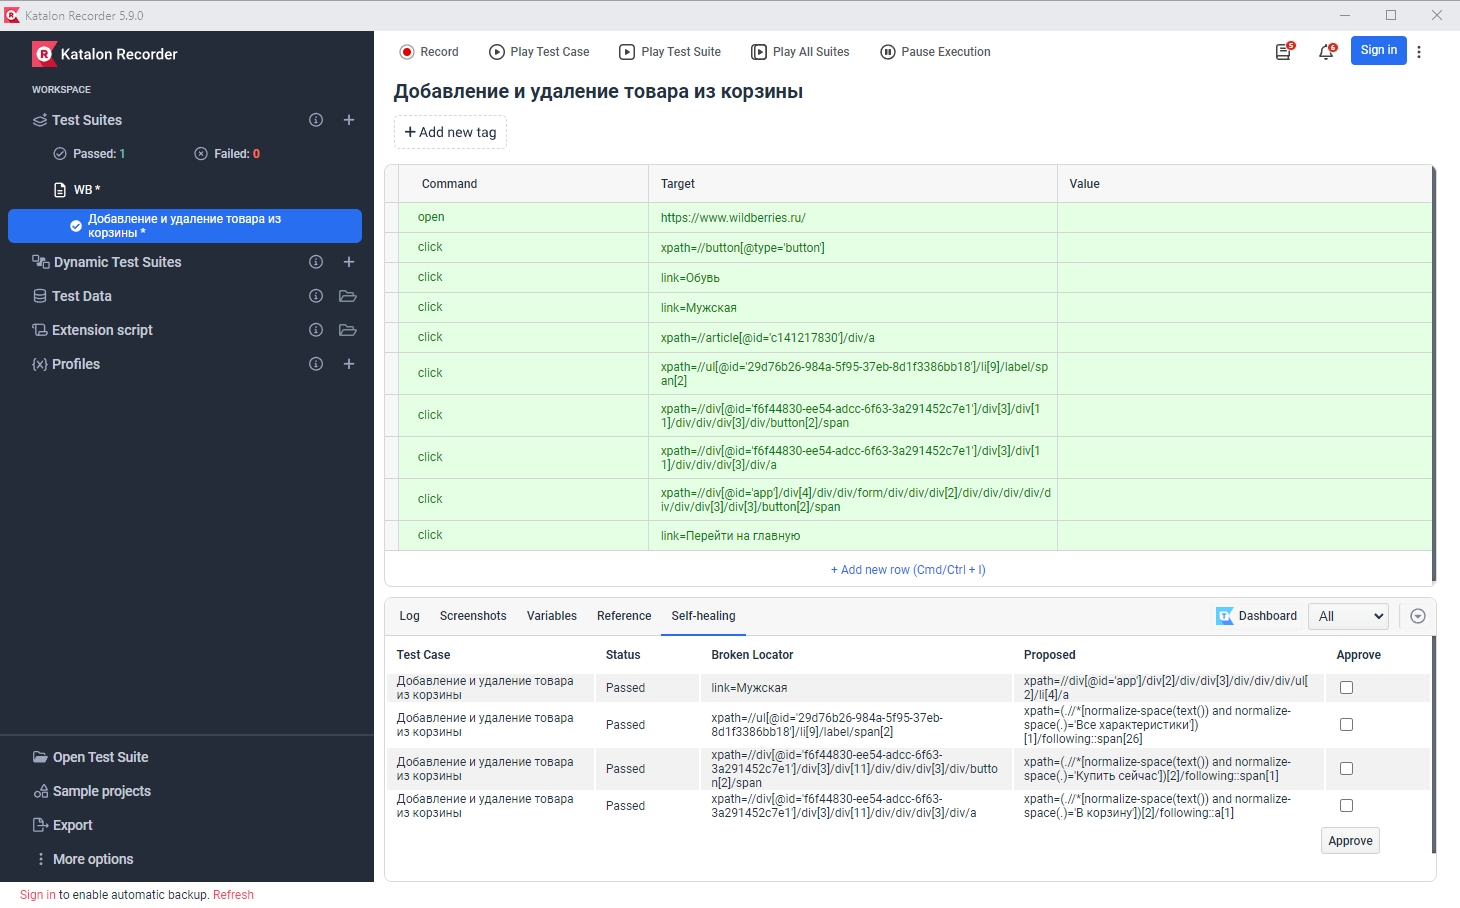 Katalon Recorder 5.9.0
Katalon Recorder
WORKSPACE
Test Suites
Passed: 1 Failed: 0
WB *
Добавление и удаление товара из
корзины *
Dynamic Test Suites
Test Data
Extension script
Profiles
Open Test Suite
Sample projects
Export
More options
Sign in to enable automatic backup. Refresh
Record Play Test Case Play Test Suite Play All Suites Pause Execution 5 6 Sign in
Добавление и удаление товара из корзины
+ Add new tag
Command Target Value
open https://www.wildberries.ru/
click xpath=//button[@type='button']
click link=Обувь
click link=Мужская
click xpath=//article[@id='c141217830']/div/a
click xpath=//ul[@id='29d76b26-984a-5f95-37eb-8d1f3386bb18']/li[9]/label/sp
an[2]
click xpath=//div[@id='f6f44830-ee54-adcc-6f63-3a291452c7e1']/div[3]/div[1
1]/div/div/div[3]/div/button[2]/span
click xpath=//div[@id='f6f44830-ee54-adcc-6f63-3a291452c7e1']/div[3]/div[1
1]/div/div/div[3]/div/a
click xpath=//div[@id='app']/div[4]/div/div/form/div/div/div[2]/div/div/div/div/d
iv/div/div[3]/div[3]/button[2]/span
click link=Перейти на главную
+ Add new row (Cmd/Ctrl + I)
Log Screenshots Variables Reference Self-healing Dashboard All
Test Case Status Broken Locator Proposed Approve
Добавление и удаление товара
из корзины
Passed
link=Мужская
xpath=//div[@id='app']/div[2]/div/div[3]/div/div/div/ul[
2]/li[4]/a
Добавление и удаление товара
из корзины
Passed
xpath=//ul[@id='29d76b26-984a-5f95-37eb-
8d1f3386bb18']/li[9]/label/span[2]
xpath=(.//*[normalize-space(text()) and normalize-
space(.)='Все характеристики'])
[1]/following::span[26]
Добавление и удаление товара
из корзины
Passed
xpath=//div[@id='f6f44830-ee54-adcc-6f63-
3a291452c7e1']/div[3]/div[11]/div/div/div[3]/div/butto
n[2]/span
xpath=(.//*[normalize-space(text()) and normalize-
space(.)='Купить сейчас'])[2]/following::span[1]
Добавление и удаление товара
из корзины
Passed
xpath=//div[@id='f6f44830-ee54-adcc-6f63-
3a291452c7e1']/div[3]/div[11]/div/div/div[3]/div/a
xpath=(.//*[normalize-space(text()) and normalize-
space(.)='В корзину'])[2]/following::a[1]
Approve